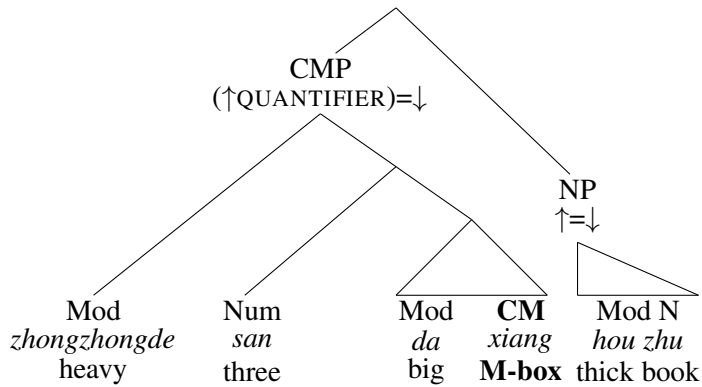 CMP
(↑QUANTIFIER)=↓
NP
↑=↓
Mod Num Mod CM Mod N
zhongzhongde san da xiang hou zhu
heavy three big M-box thick book